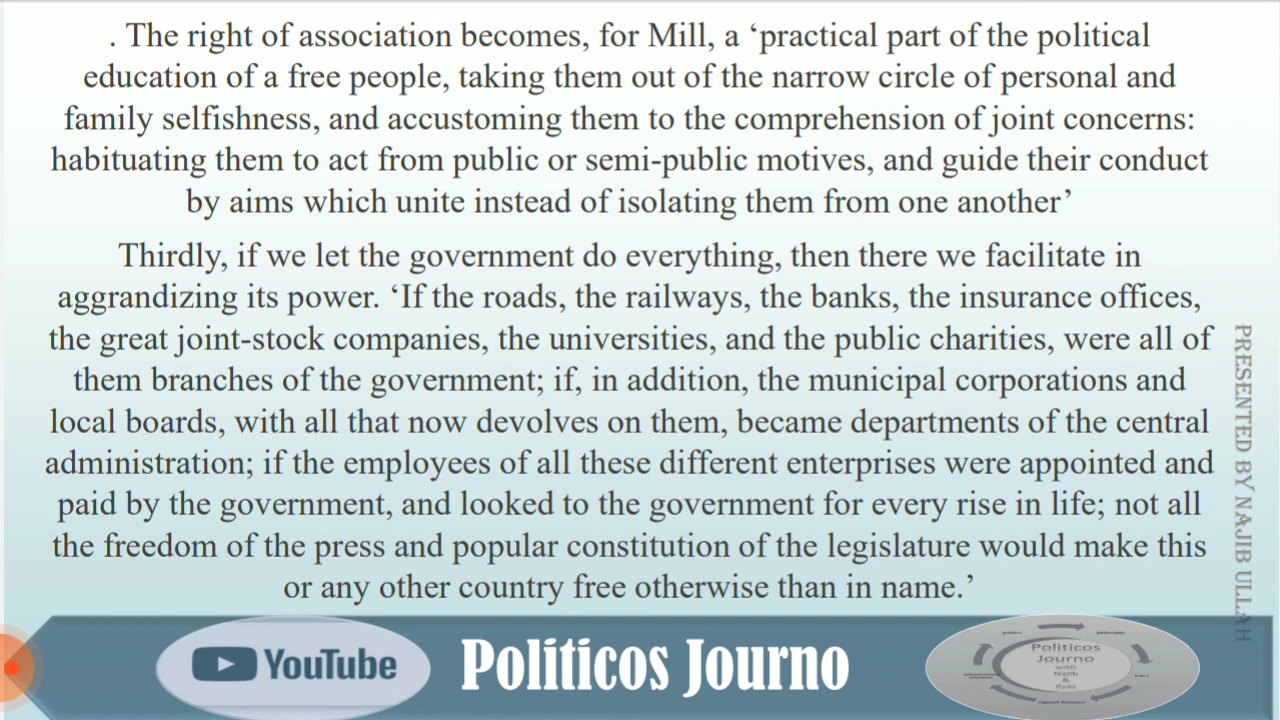 . The right of association becomes, for Mill, a ‘practical part of the political
education of a free people, taking them out of the narrow circle of personal and
family selfishness, and accustoming them to the comprehension of joint concerns:
habituating them to act from public or semi-public motives, and guide their conduct
by aims which unite instead of isolating them from one another’
Thirdly, if we let the government do everything, then there we facilitate in
aggrandizing its power. ‘If the roads, the railways, the banks, the insurance offices,
the great joint-stock companies, the universities, and the public charities, were all of
them branches of the government; if, in addition, the municipal corporations and
local boards, with all that now devolves on them, became departments of the central
administration; if the employees of all these different enterprises were appointed and
paid by the government, and looked to the government for every rise in life; not all
the freedom of the press and popular constitution of the legislature would make this
or any other country free otherwise than in name.’
PRESENTED BY NAJIB ULLAH
YouTube
Politicos Journo
Politicos
Journo
with
Najib
&
Ilyas